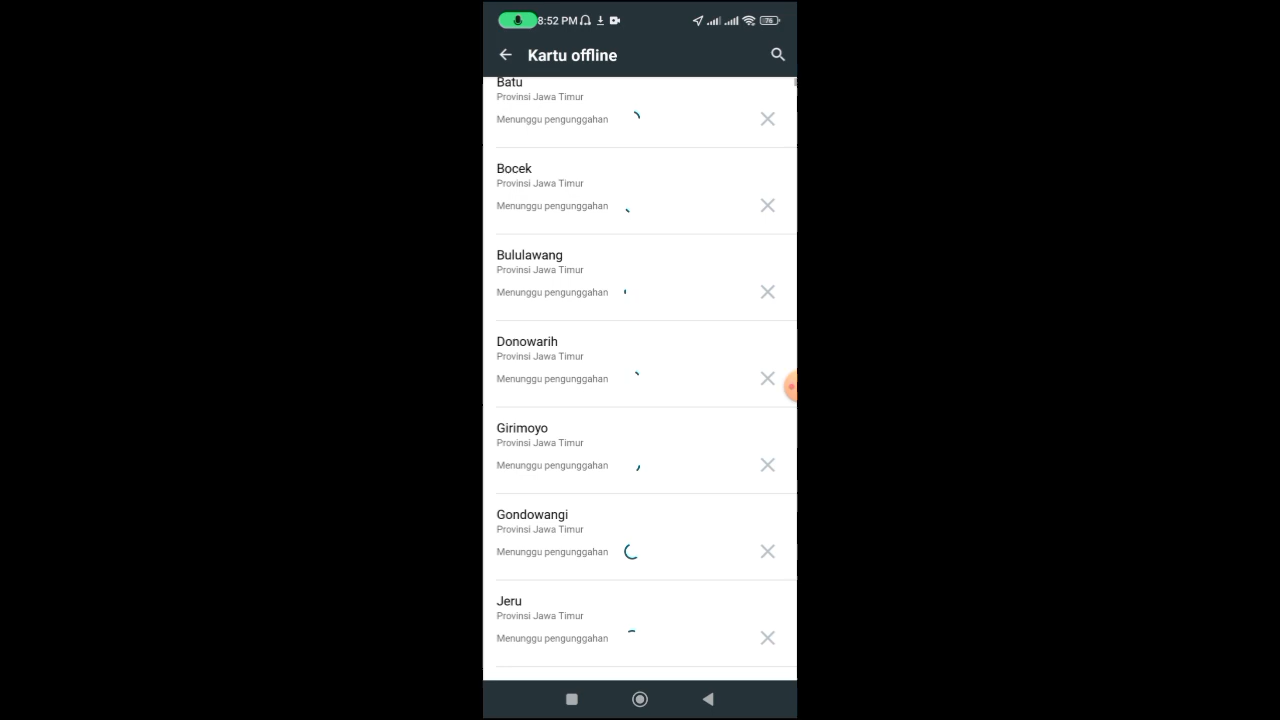 8:52 PM
76
Kartu offline
Batu
Provinsi Jawa Timur
Menunggu pengunggahan
Bocek
Provinsi Jawa Timur
Menunggu pengunggahan
Bululawang
Provinsi Jawa Timur
Menunggu pengunggahan
Donowarih
Provinsi Jawa Timur
Menunggu pengunggahan
Girimoyo
Provinsi Jawa Timur
Menunggu pengunggahan
Gondowangi
Provinsi Jawa Timur
Menunggu pengunggahan
Jeru
Provinsi Jawa Timur
Menunggu pengunggahan